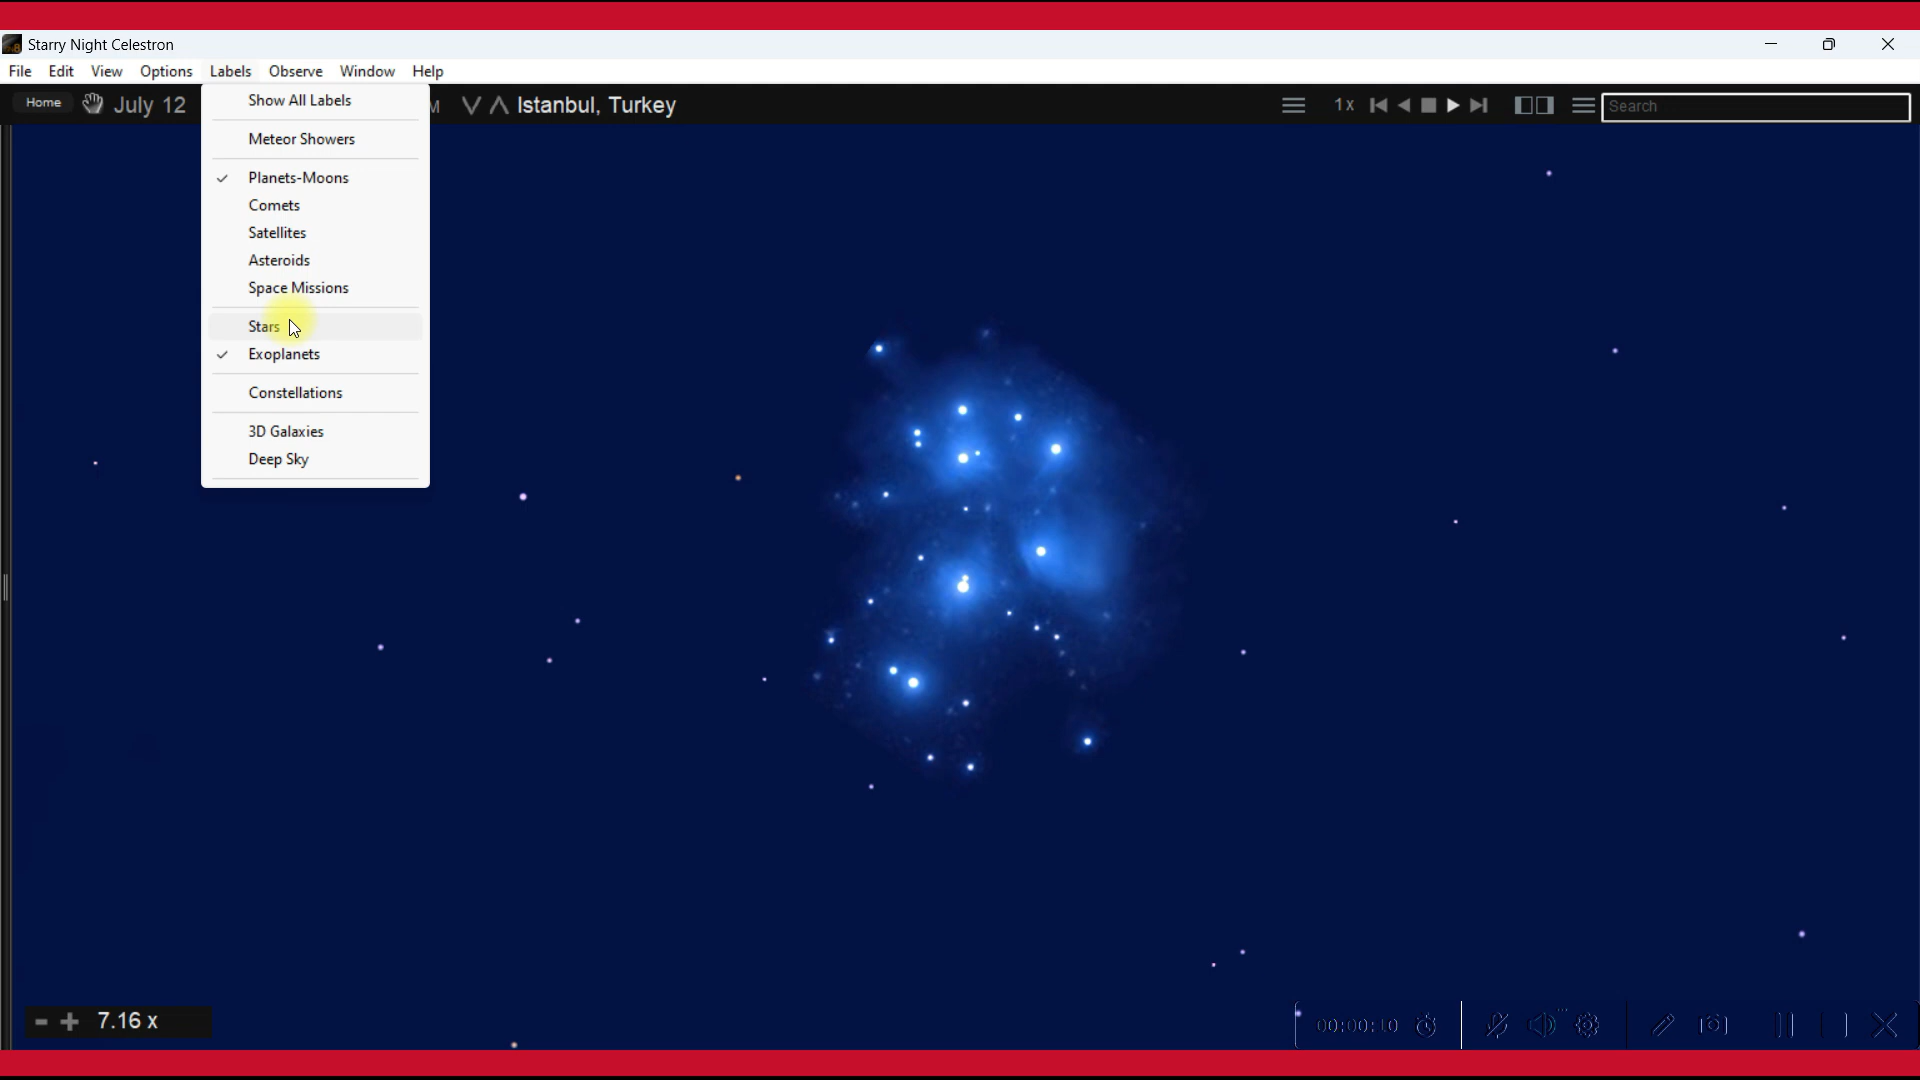 Starry Night Celestron
File Edit View Options Labels Observe Window Help
Home July 12 M Istanbul, Turkey 1x Search
Show All Labels
Meteor Showers
Planets-Moons
Comets
Satellites
Asteroids
Space Missions
Stars
Exoplanets
Constellations
3D Galaxies
Deep Sky
7.16 x
00:00:10